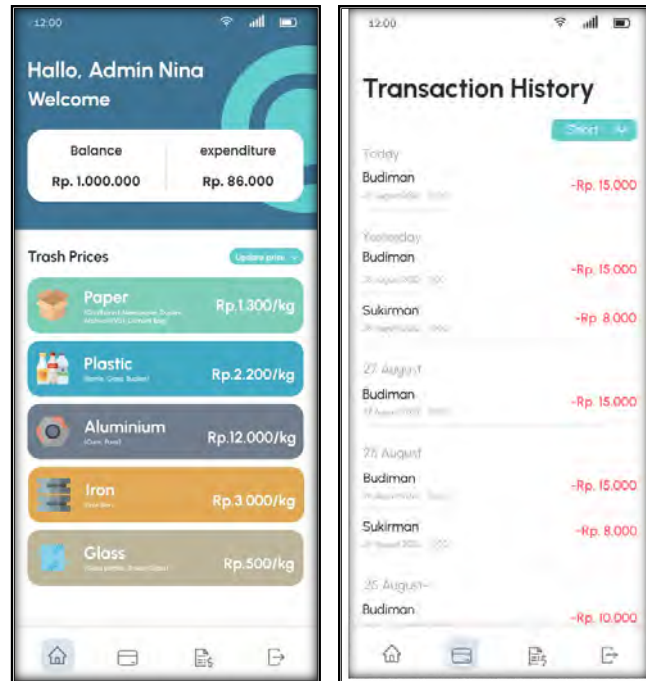 12:00
Hallo, Admin Nina
Welcome
Balance
expenditure
Rp. 1.000.000
Rp. 86.000
Trash Prices
Update price
Paper
Rp.1.300/kg
Plastic
Rp.2.200/kg
Aluminium
Rp.12.000/kg
Iron
Rp.3.000/kg
Glass
Rp.500/kg
12:00
Transaction History
Short
Today
Budiman
-Rp. 15.000
Yesterday
Budiman
-Rp. 15.000
Sukirman
-Rp. 8.000
27 August
Budiman
-Rp. 15.000
August
Budiman
-Rp. 15.000
Sukirman
-Rp. 8.000
August
Budiman
-Rp. 10.000